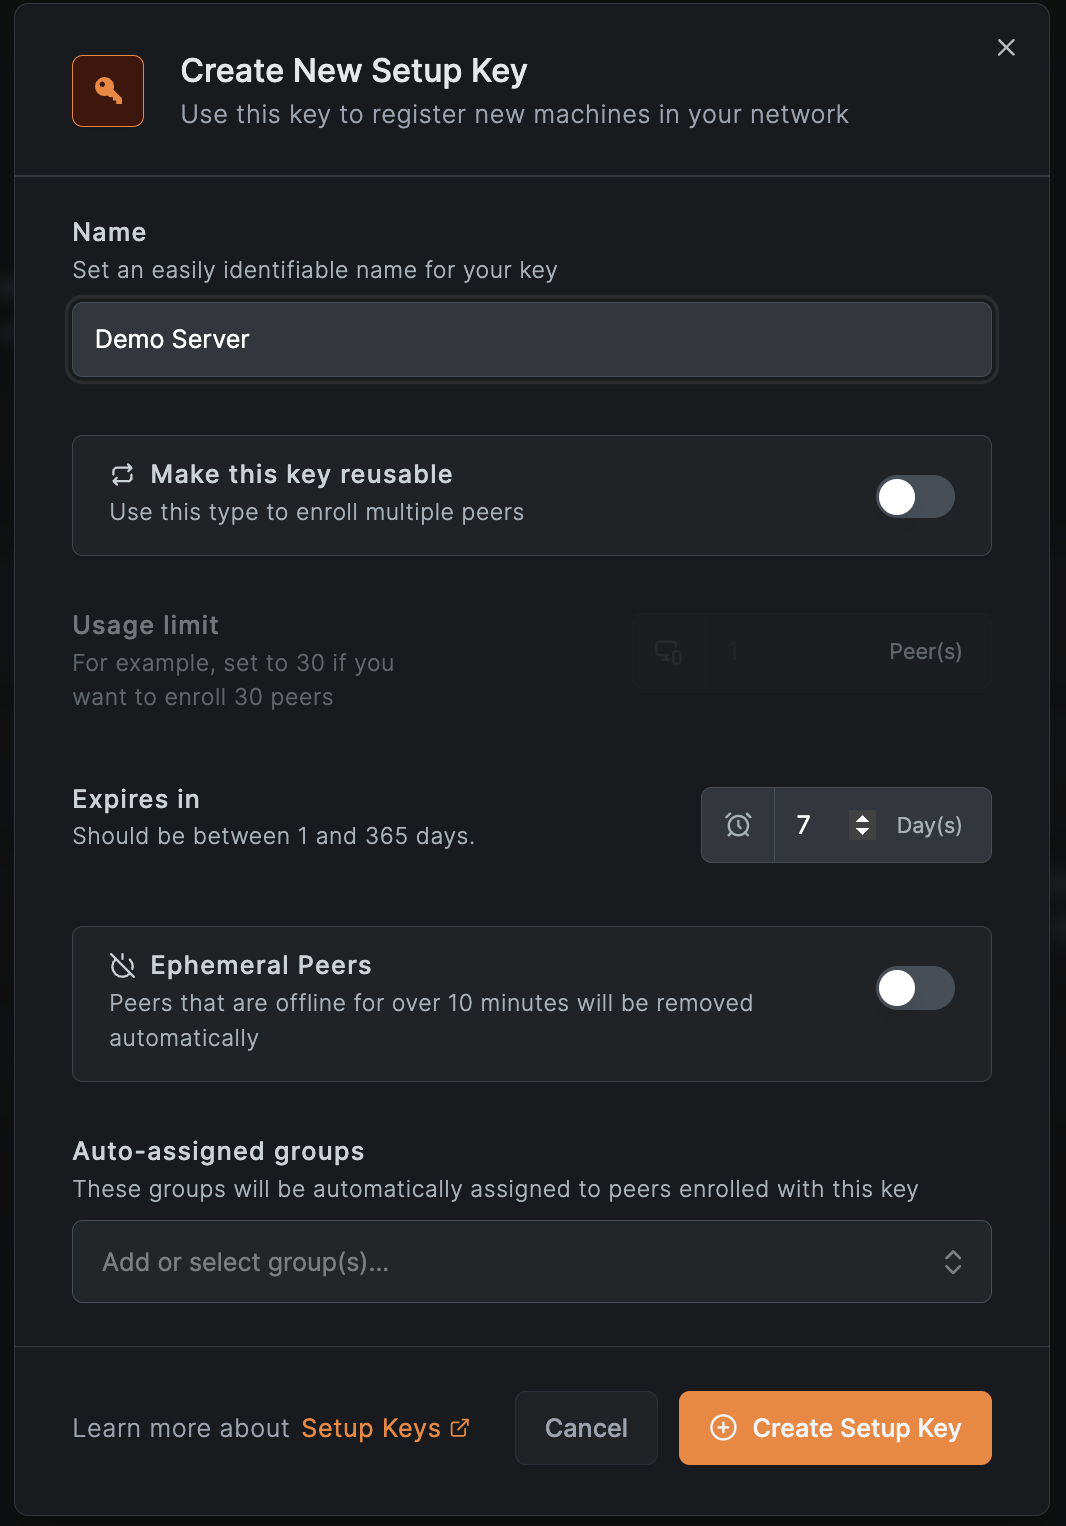 Create New Setup Key
Use this key to register new machines in your network
Name
Set an easily identifiable name for your key
Demo Server
Make this key reusable
Use this type to enroll multiple peers
Usage limit
For example, set to 30 if you
want to enroll 30 peers
1 Peer(s)
Expires in
Should be between 1 and 365 days.
7 Day(s)
Ephemeral Peers
Peers that are offline for over 10 minutes will be removed
automatically
Auto-assigned groups
These groups will be automatically assigned to peers enrolled with this key
Add or select group(s)...
Learn more about Setup Keys
Cancel
Create Setup Key